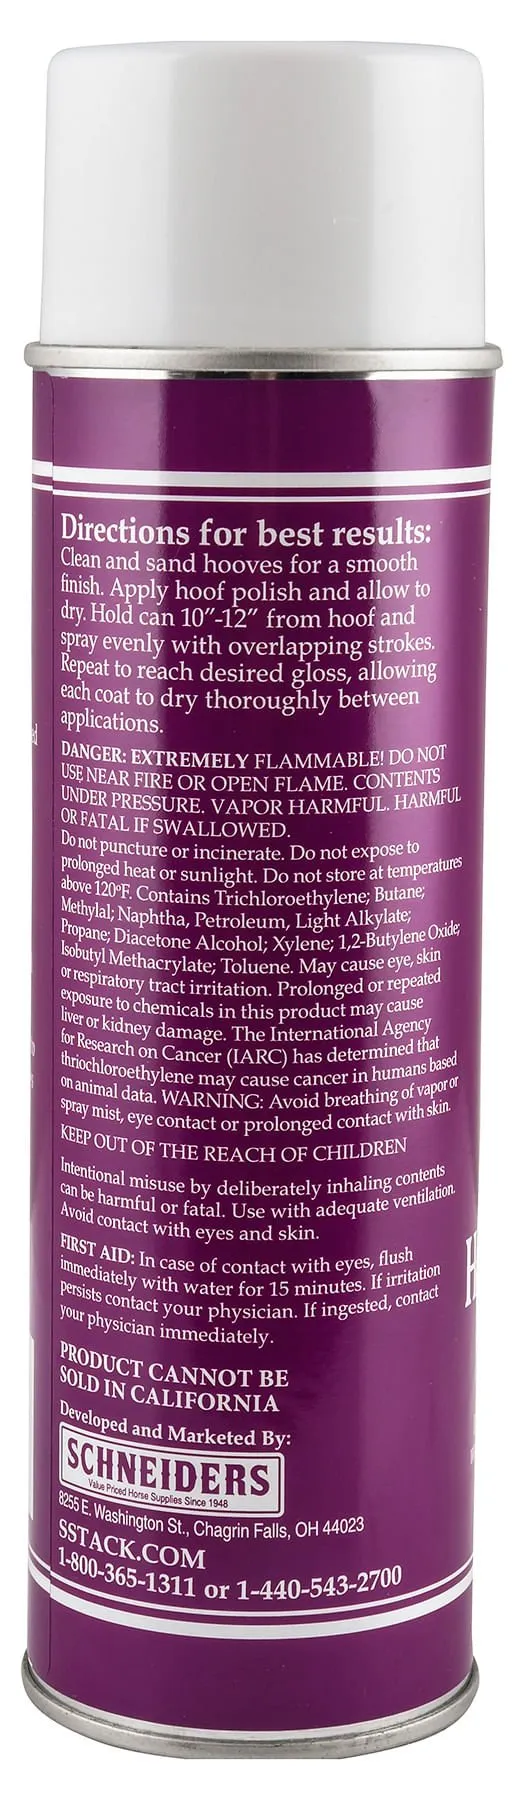 Directions for best results:
Clean and sand hooves for a smooth
finish. Apply hoof polish and allow to
dry. Hold can 10”-12” from hoof and
spray evenly with overlapping strokes.
Repeat to reach desired gloss, allowing
each coat to dry thoroughly between
applications.
DANGER: EXTREMELY FLAMMABLE! DO NOT
USE NEAR FIRE OR OPEN FLAME. CONTENTS
UNDER PRESSURE. VAPOR HARMFUL. HARMFUL
OR FATAL IF SWALLOWED.
Do not puncture or incinerate. Do not expose to
prolonged heat or sunlight. Do not store at temperatures
above 120ºF. Contains Trichloroethylene; Butane;
Methylal; Naphtha, Petroleum, Light Alkylate;
Propane; Diacetone Alcohol; Xylene; 1,2-Butylene Oxide;
Isobutyl Methacrylate; Toluene. May cause eye, skin
or respiratory tract irritation. Prolonged or repeated
exposure to chemicals in this product may cause
liver or kidney damage. The International Agency
for Research on Cancer (IARC) has determined that
thriochloroethylene may cause cancer in humans based
on animal data. WARNING: Avoid breathing of vapor or
spray mist, eye contact or prolonged contact with skin.
KEEP OUT OF THE REACH OF CHILDREN
Intentional misuse by deliberately inhaling contents
can be harmful or fatal. Use with adequate ventilation.
Avoid contact with eyes and skin.
FIRST AID: In case of contact with eyes, flush
immediately with water for 15 minutes. If irritation
persists contact your physician. If ingested, contact
your physician immediately.
PRODUCT CANNOT BE
SOLD IN CALIFORNIA
Developed and Marketed By:
SCHNEIDERS
Value Priced Horse Supplies Since 1948
8255 E. Washington St., Chagrin Falls, OH 44023
SSTACK.COM
1-800-365-1311 or 1-440-543-2700